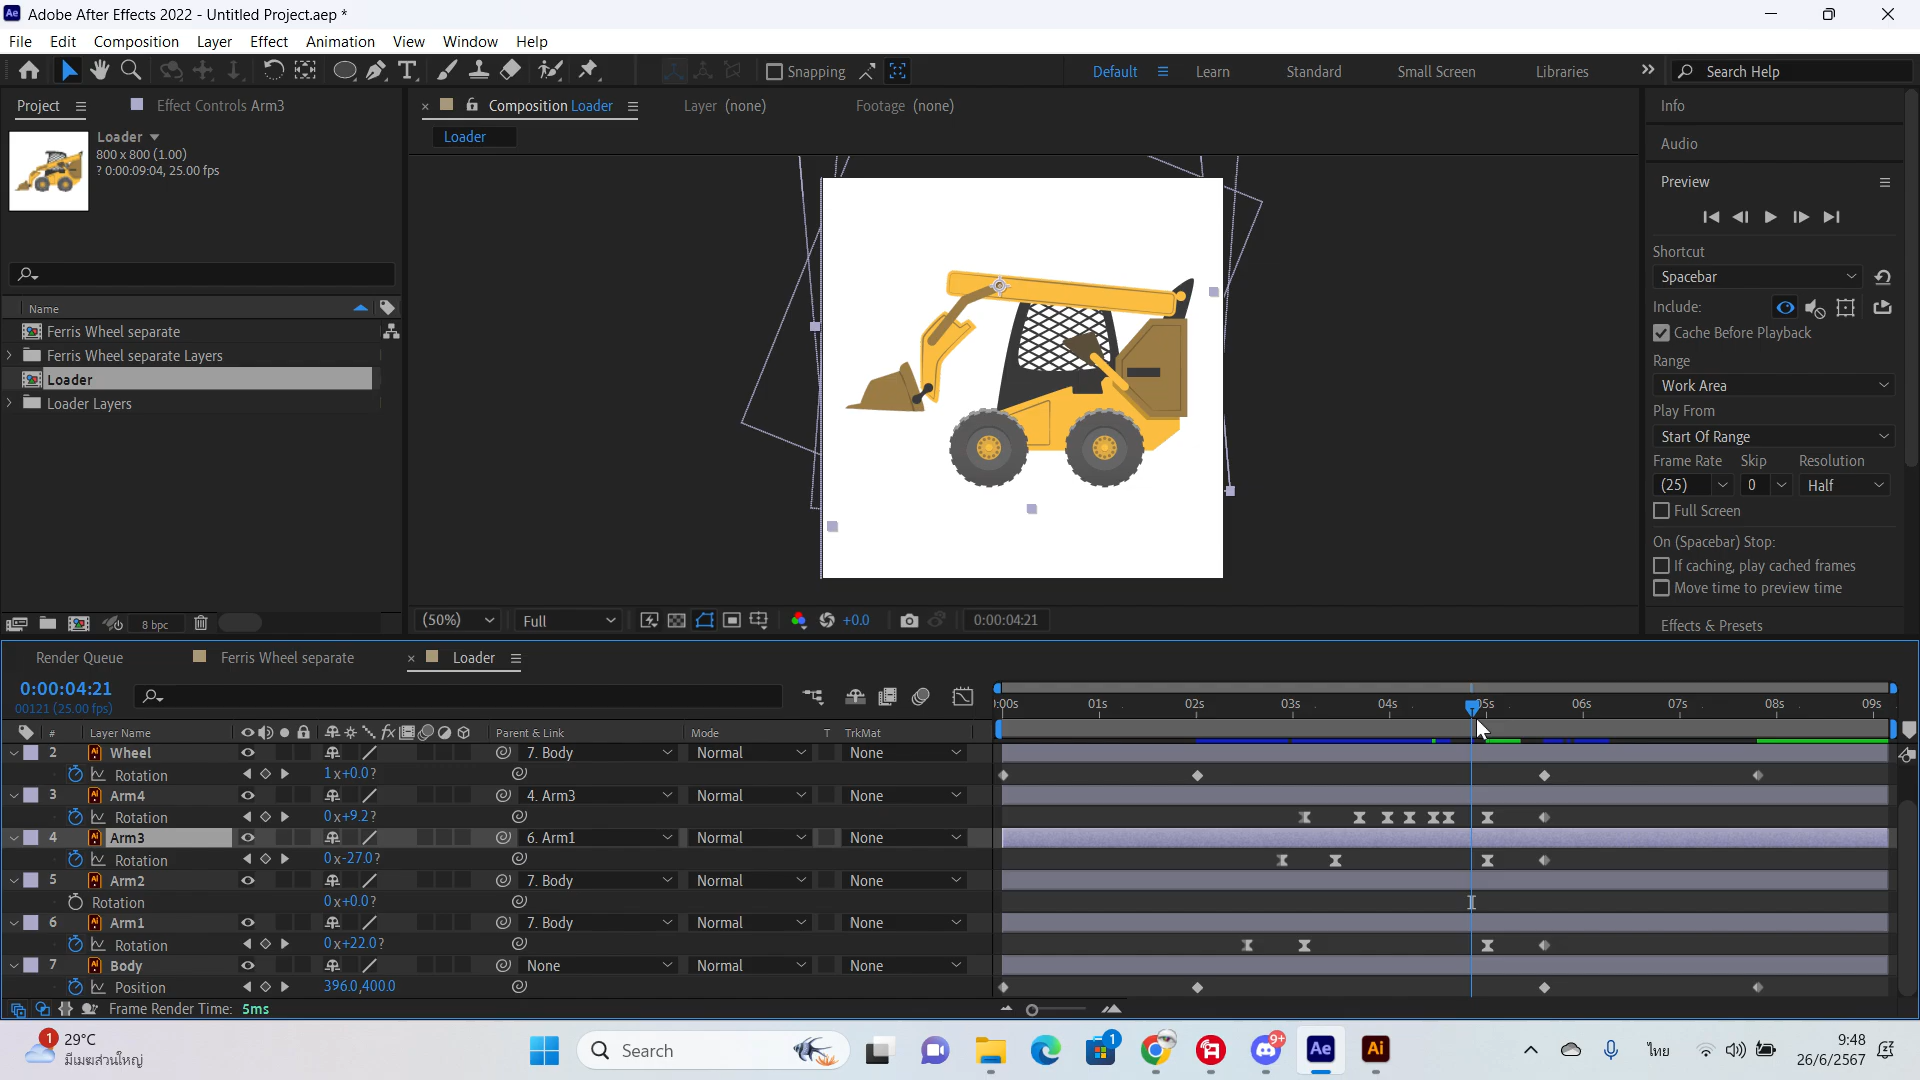 Adobe After Effects 2022 - Untitled Project.aep *
File Edit Composition Layer Effect Animation View Window Help
Snapping Default Learn Standard Small Screen Libraries Search Help
Project Effect Controls Arm3
Composition Loader Layer (none) Footage (none)
Loader
Loader
800 x 800 (1.00)
? 0:00:09:04, 25.00 fps
Name
Ferris Wheel separate
Ferris Wheel separate Layers
Loader
Loader Layers
8 bpc
(50%) Full +0.0 0:00:04:21
Info
Audio
Preview
Shortcut
Spacebar
Include:
Cache Before Playback
Range
Work Area
Play From
Start Of Range
Frame Rate Skip Resolution
(25) 0 Half
Full Screen
On (Spacebar) Stop:
If caching, play cached frames
Move time to preview time
Effects & Presets
Render Queue Ferris Wheel separate Loader
0:00:04:21
00121 (25.00 fps)
:00s 01s 02s 03s 04s 05s 06s 07s 08s 09s
# Layer Name Parent & Link Mode T TrkMat
2 Wheel 7. Body Normal None
Rotation 1x+0.0?
3 Arm4 4. Arm3 Normal None
Rotation 0x+9.2?
4 Arm3 6. Arm1 Normal None
Rotation 0x-27.0?
5 Arm2 7. Body Normal None
Rotation 0x+0.0?
6 Arm1 7. Body Normal None
Rotation 0x+22.0?
7 Body None Normal None
Position 396.0,400.0
Frame Render Time: 5ms
1 29°C
มีเมฆส่วนใหญ่
Search
1
9+
Ae
Ai
ไทย
9:48
26/6/2567